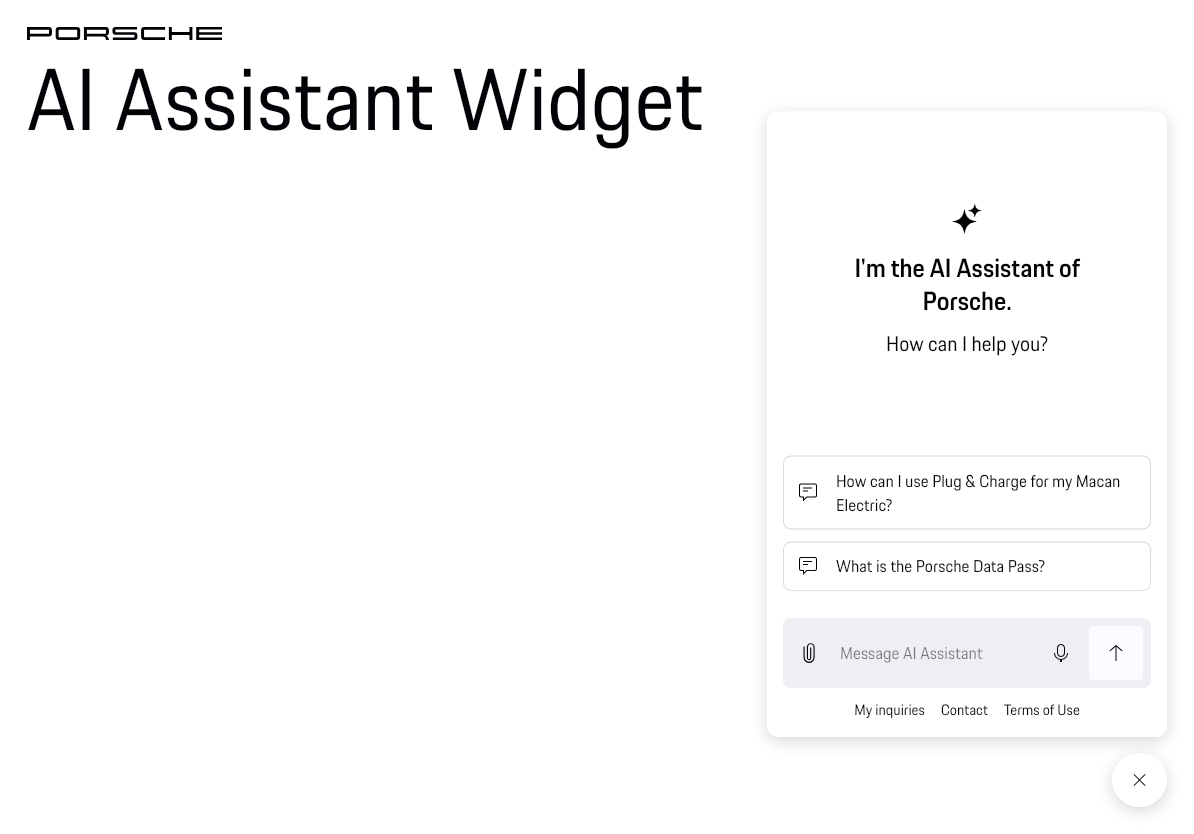 PORSCHE
AI Assistant Widget
I'm the AI Assistant of
Porsche.
How can I help you?
How can I use Plug & Charge for my Macan
Electric?
What is the Porsche Data Pass?
Message AI Assistant
My inquiries Contact Terms of Use